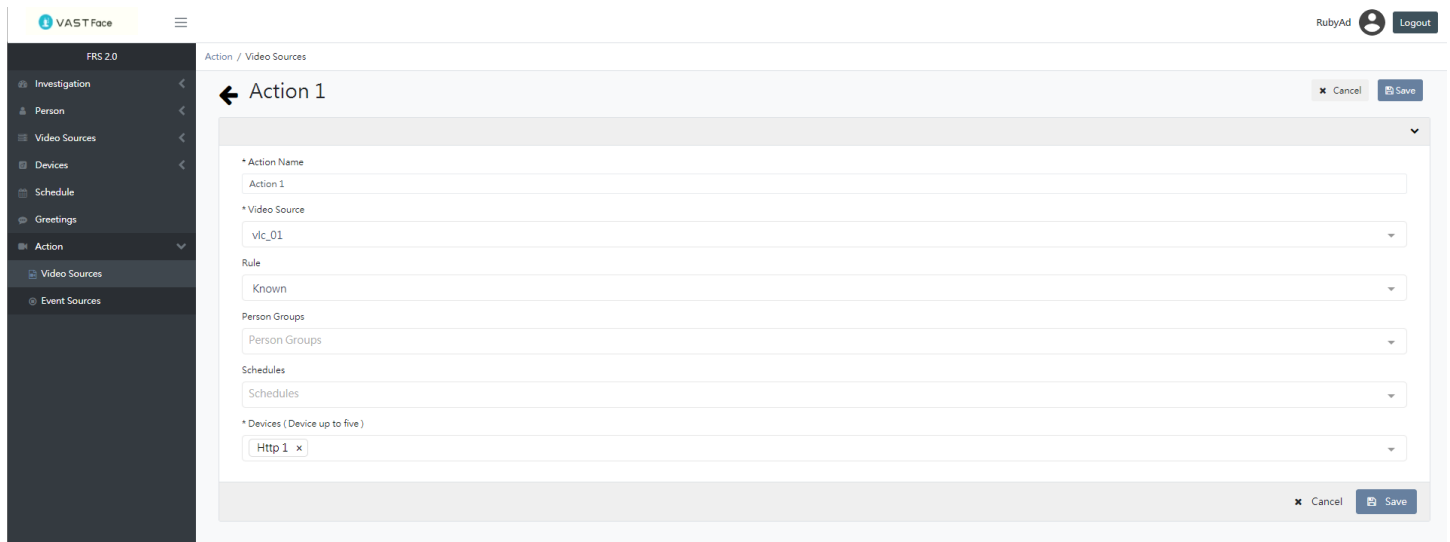 VAST Face
RubyAd
Logout
FRS 2.0
Investigation
Person
Video Sources
Devices
Schedule
Greetings
Action
Video Sources
Event Sources
Action / Video Sources
Action 1
Cancel
Save
* Action Name
Action 1
* Video Source
vlc_01
Rule
Known
Person Groups
Person Groups
Schedules
Schedules
* Devices ( Device up to five )
Http 1 ×
Cancel
Save